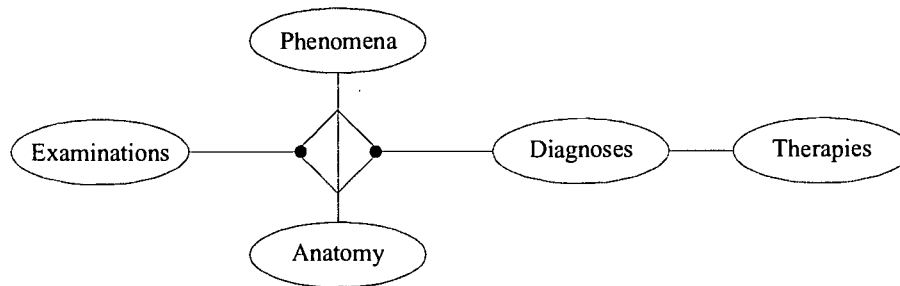 Phenomena
Examinations
Diagnoses
Therapies
Anatomy